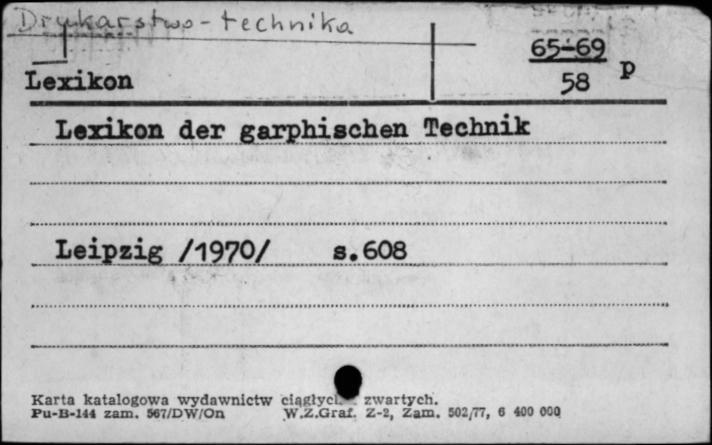 Drukarstwo-technika
65-69
58 p
Lexikon
Lexikon der garphischen Technik
Leipzig /1970/ s.608
Karta katalogowa wydawnictw zwartych.
Pu-B-144 zam. 567/DW/On W.Z.Graf. Z-2, Zam. 502/77, 6 400 000